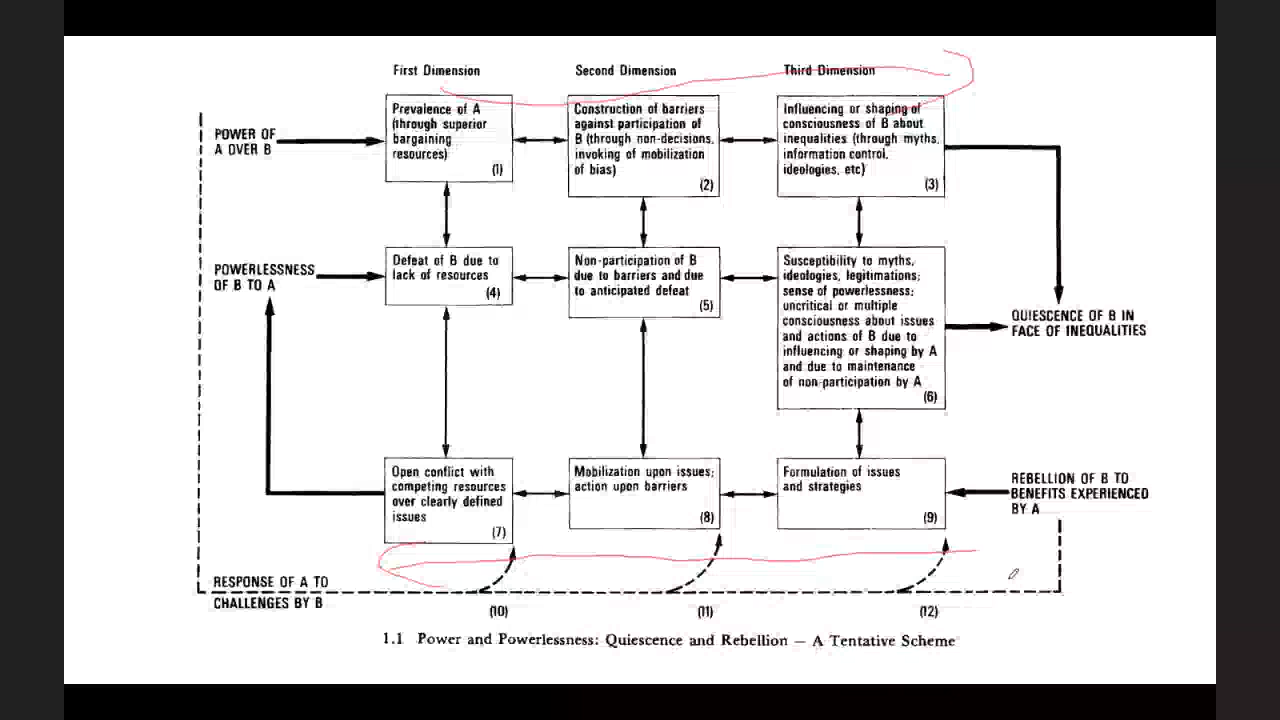 First Dimension
Second Dimension
Third Dimension
POWER OF
A OVER B
Prevalence of A
(through superior
bargaining
resources)
(1)
Construction of barriers
against participation of
B (through non-decisions,
invoking of mobilization
of bias)
(2)
Influencing or shaping of
consciousness of B about
inequalities (through myths,
information control,
ideologies, etc)
(3)
POWERLESSNESS
OF B TO A
Defeat of B due to
lack of resources
(4)
Non-participation of B
due to barriers and due
to anticipated defeat
(5)
Susceptibility to myths,
ideologies, legitimations;
sense of powerlessness;
uncritical or multiple
consciousness about issues
and actions of B due to
influencing or shaping by A
and due to maintenance
of non-participation by A
(6)
QUIESCENCE OF B IN
FACE OF INEQUALITIES
Open conflict with
competing resources
over clearly defined
issues
(7)
Mobilization upon issues;
action upon barriers
(8)
Formulation of issues
and strategies
(9)
REBELLION OF B TO
BENEFITS EXPERIENCED
BY A
RESPONSE OF A TO
CHALLENGES BY B
(10)
(11)
(12)
1.1 Power and Powerlessness: Quiescence and Rebellion — A Tentative Scheme